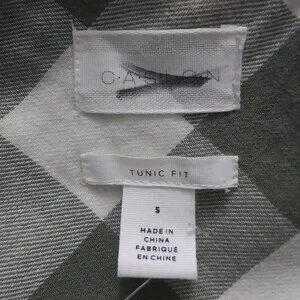 C·A·S·L·O·N
TUNIC FIT
S
MADE IN
CHINA
FABRIQUÉ
EN CHINE